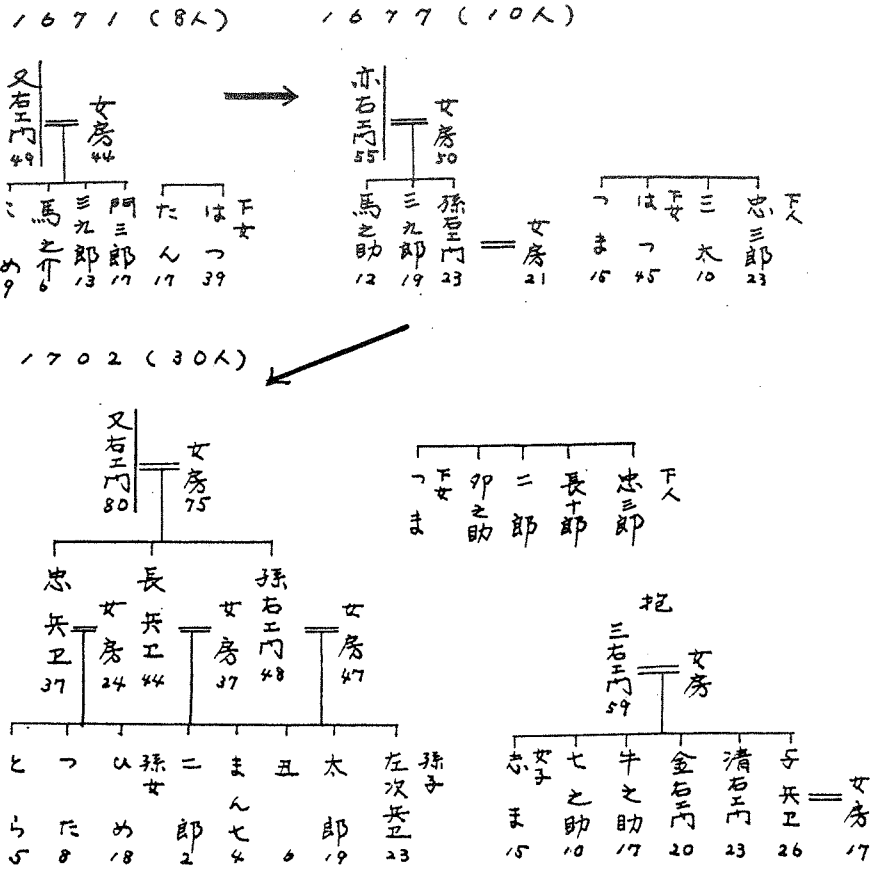 1671（8人）
又右エ門 49
女房 44
門三郎 17
三九郎 13
馬之介 6
こめ 9
下女
はつ 39
たん 17
1677（10人）
亦右エ門 55
女房 50
孫右エ門 23
女房 21
三九郎 19
馬之助 12
下人
忠三郎 23
三太 10
下女
はつ 45
つま 15
1702（30人）
又右エ門 80
女房 75
孫右エ門 48
女房 47
長兵卫 44
女房 37
忠兵卫 37
女房 24
孫子
左次兵卫 23
太郎 19
丑 6
まん七 4
二郎 2
孫女
ひめ 18
つた 8
とら 5
下人
忠三郎
長十郎
二郎
卯之助
下女
つま
抱
三右エ門 59
女房
与兵卫 26
女房 17
清右エ門 23
金右エ門 20
牛之助 17
七之助 10
女子
志ま 15